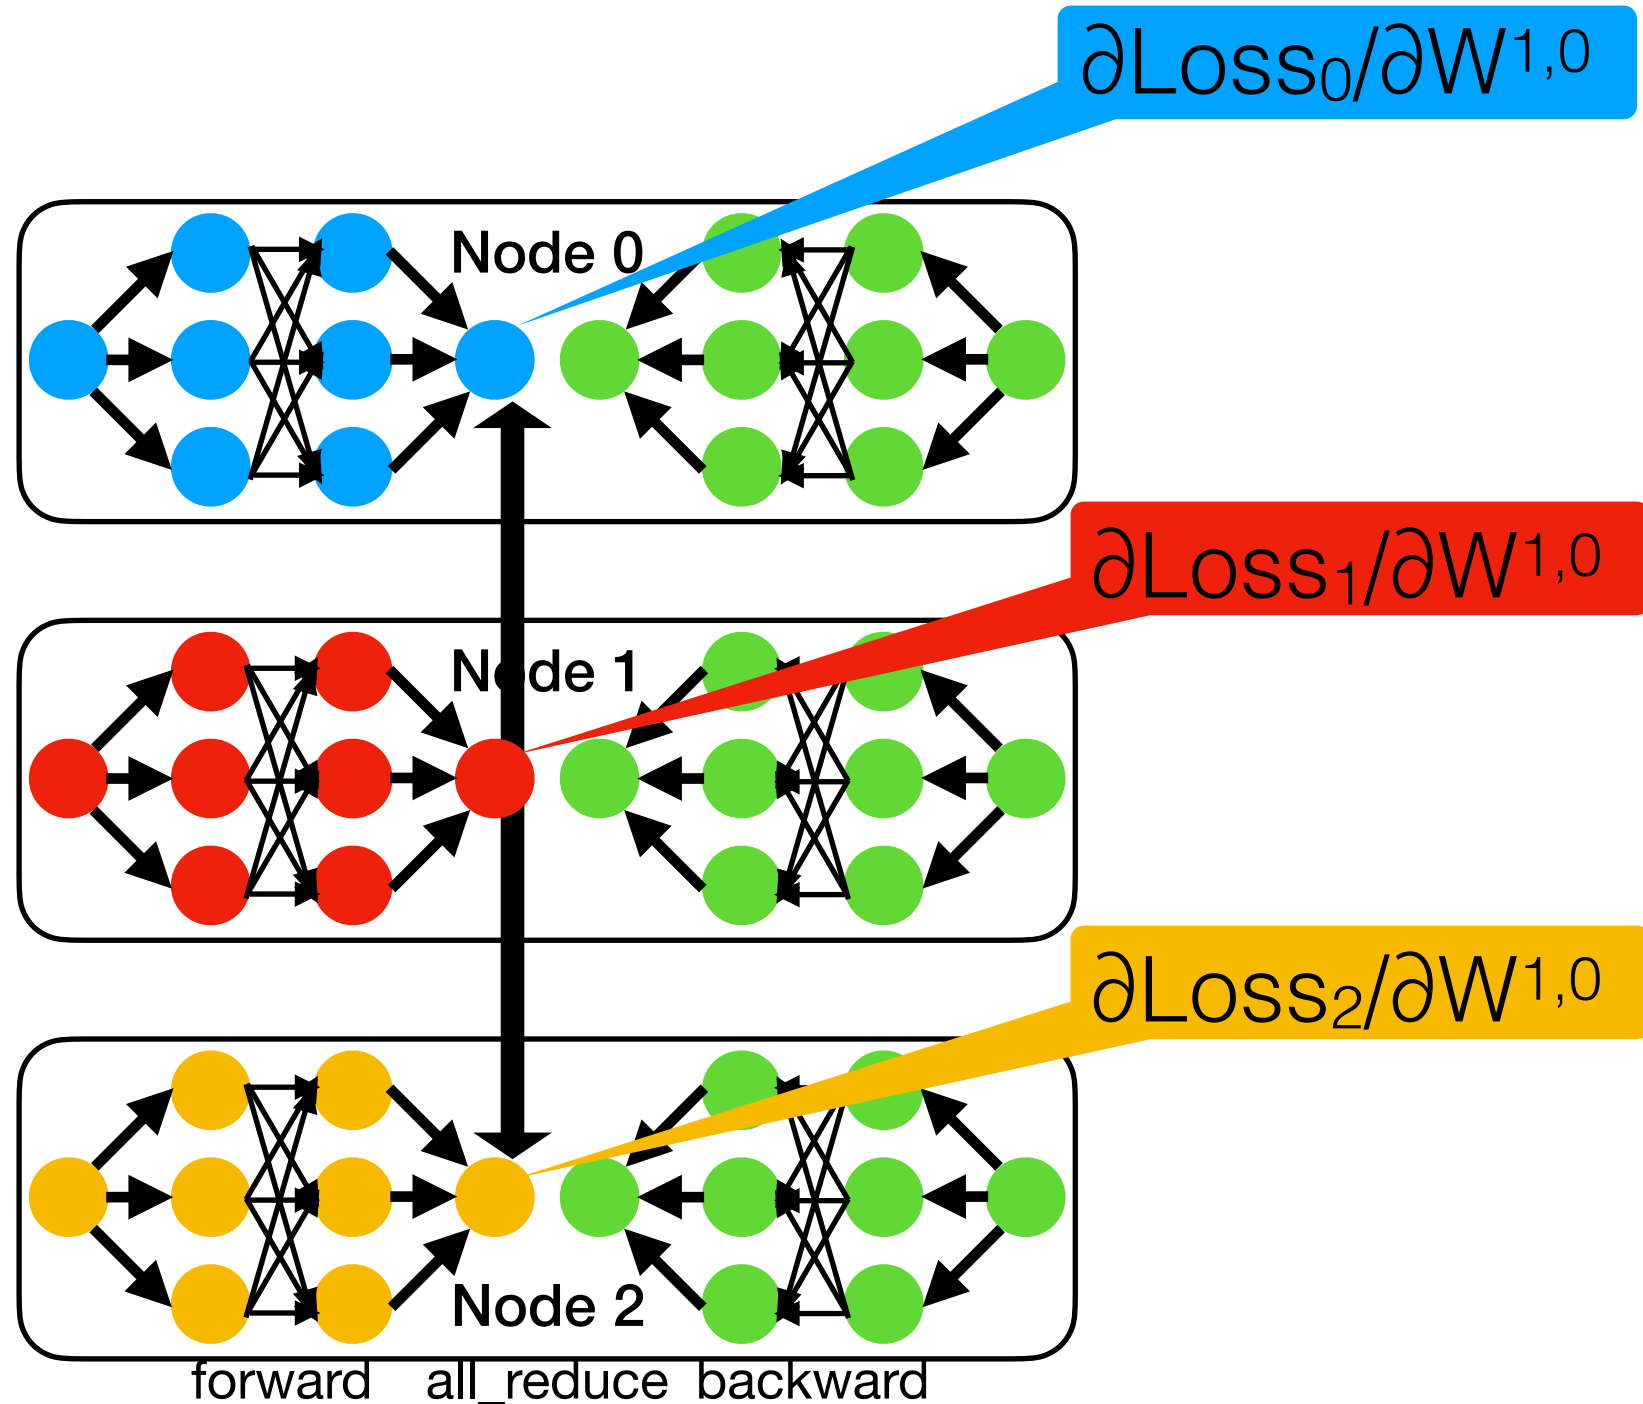 ∂Loss₀/∂W¹˒⁰
Node 0
∂Loss₁/∂W¹˒⁰
Node 1
∂Loss₂/∂W¹˒⁰
Node 2
forward all_reduce backward